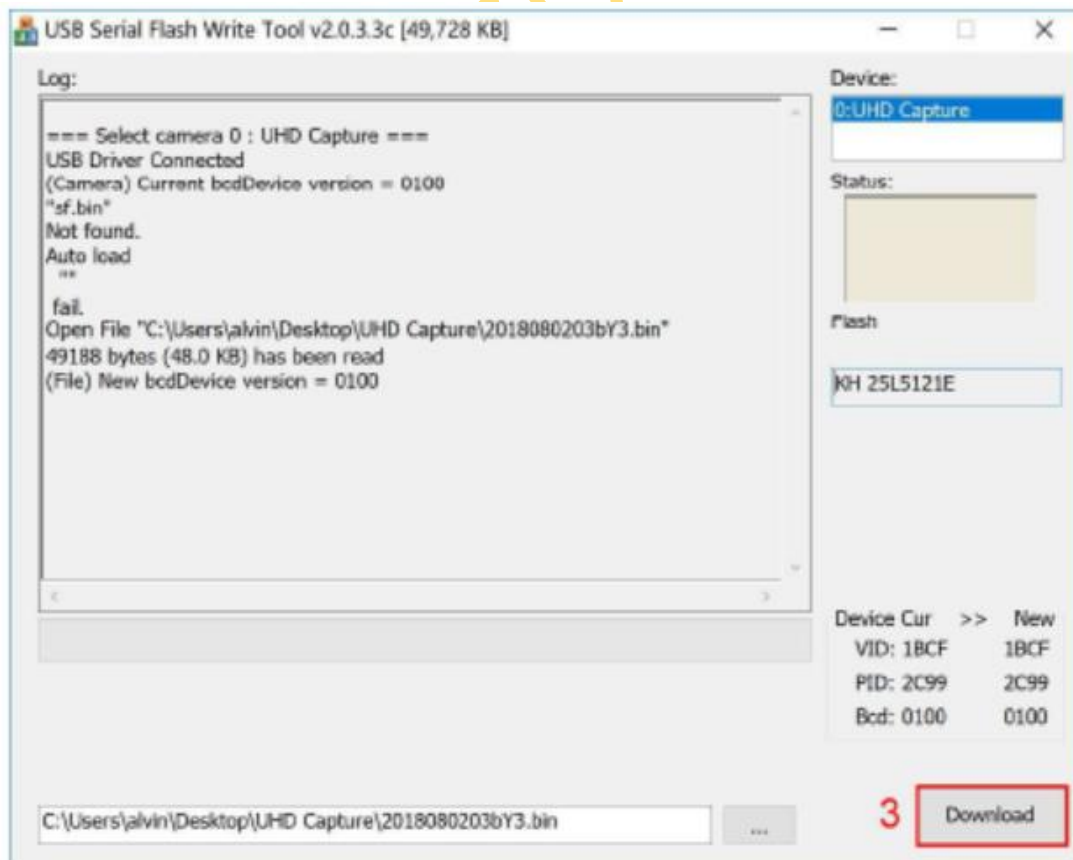 USB Serial Flash Write Tool v2.0.3.3c [49,728 KB]
Log:
=== Select camera 0 : UHD Capture ===
USB Driver Connected
(Camera) Current bcdDevice version = 0100
"sf.bin"
Not found.
Auto load
""
fail.
Open File "C:\Users\alvin\Desktop\UHD Capture\2018080203bY3.bin"
49188 bytes (48.0 KB) has been read
(File) New bcdDevice version = 0100
Device:
0:UHD Capture
Status:
Flash
KH 25L5121E
Device Cur >> New
VID: 1BCF 1BCF
PID: 2C99 2C99
Bcd: 0100 0100
C:\Users\alvin\Desktop\UHD Capture\2018080203bY3.bin
...
3 Download